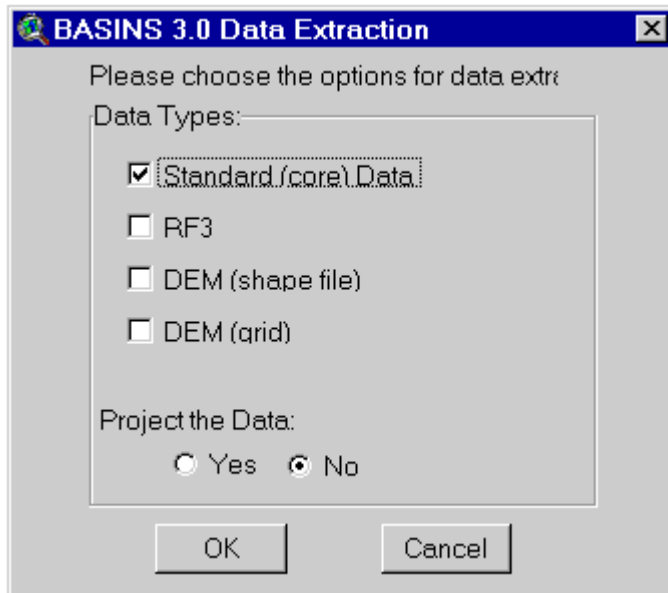 BASINS 3.0 Data Extraction
Please choose the options for data extra
Data Types:
Standard (core) Data
RF3
DEM (shape file)
DEM (grid)
Project the Data:
Yes No
OK Cancel